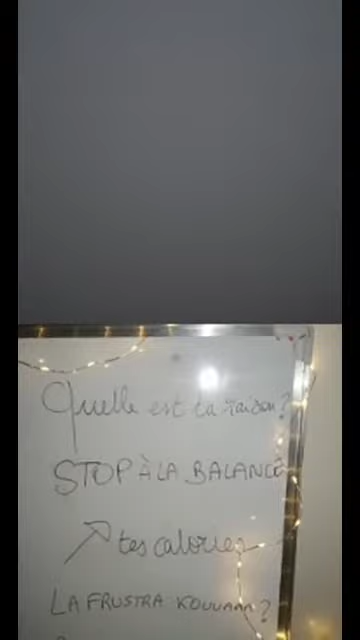 Quelle est ta raison ?
STOP À LA BALANCE
↗ tes calories
LA FRUSTRA KOUUAAA ?